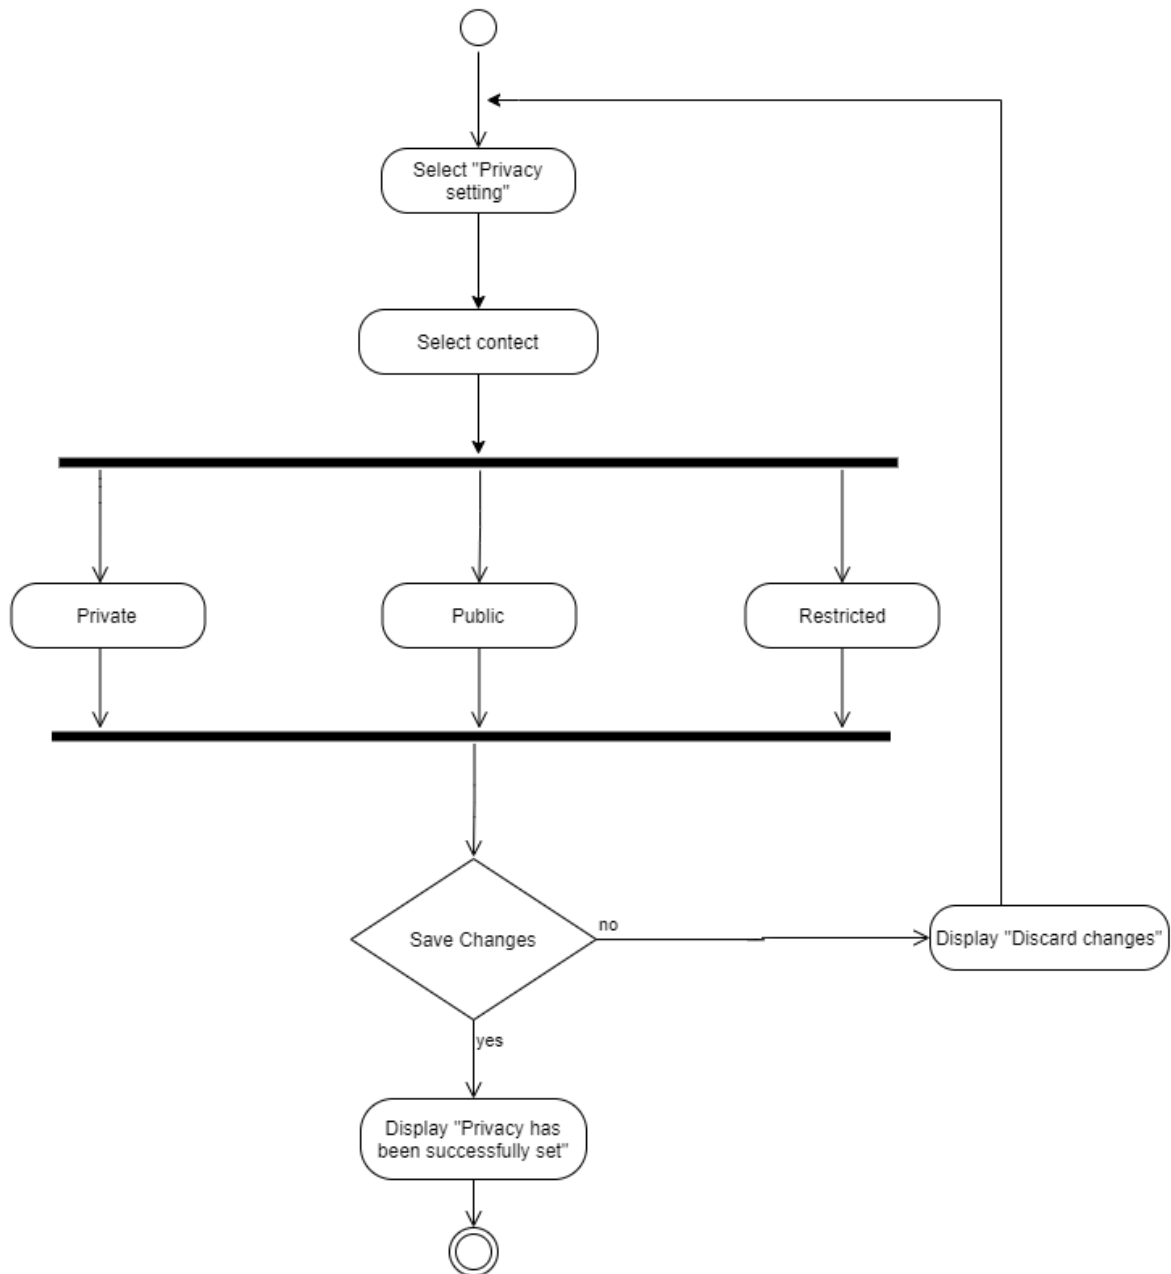 Select "Privacy
setting"
Select contect
Private
Public
Restricted
Save Changes
no
Display "Discard changes"
yes
Display "Privacy has
been successfully set"